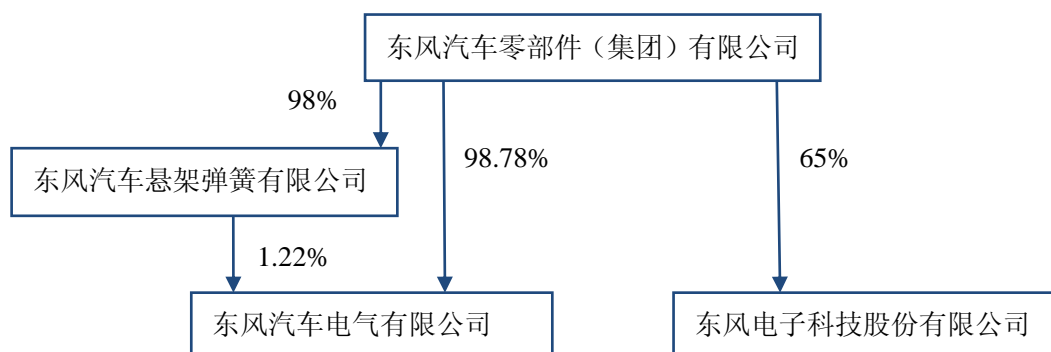 东风汽车零部件（集团）有限公司
98%
98.78%
65%
东风汽车悬架弹簧有限公司
1.22%
东风汽车电气有限公司
东风电子科技股份有限公司